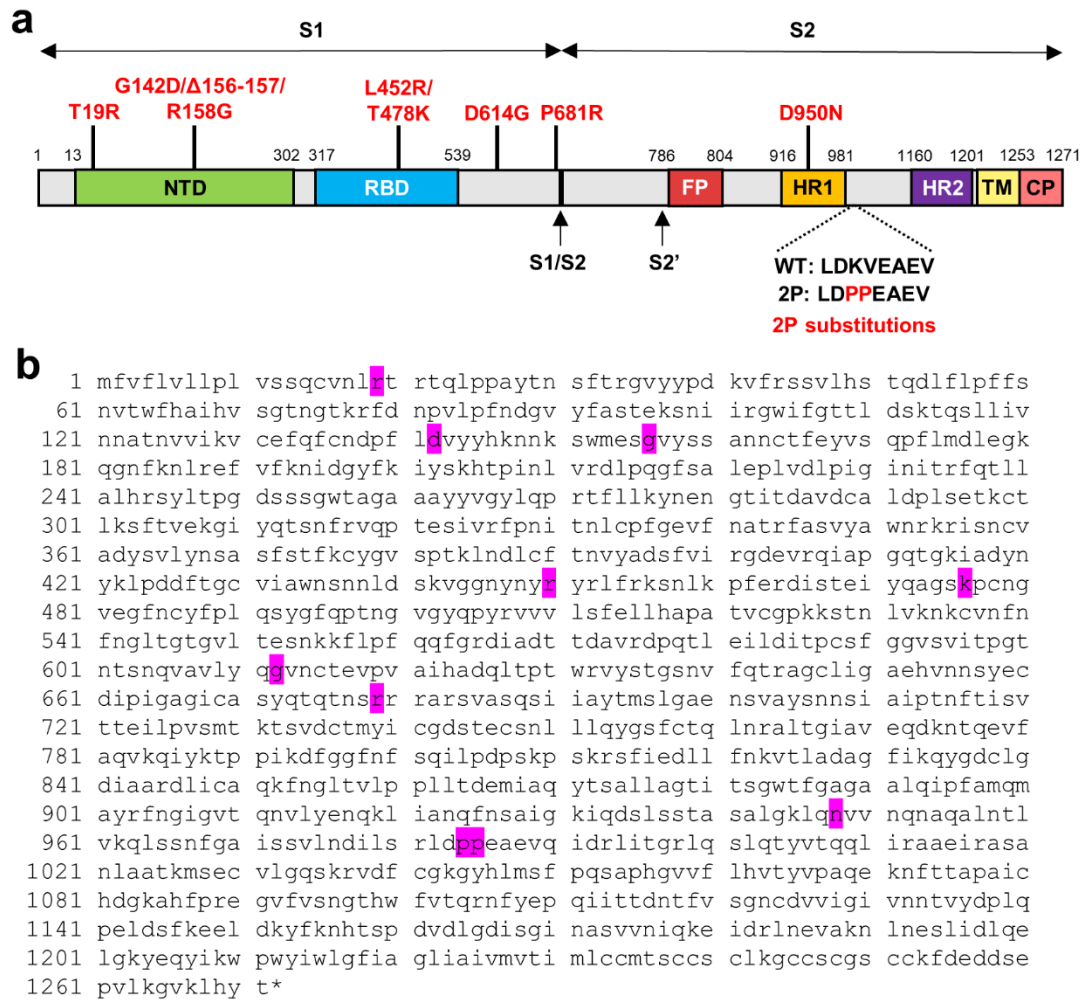 a
S1 S2
G142D/Δ156-157/ L452R/
T19R R158G T478K D614G P681R D950N
1 13 302 317 539 786 804 916 981 1160 1201 1253 1271
NTD RBD FP HR1 HR2 TM CP
S1/S2 S2’
WT: LDKVEAEV
2P: LDPPEAEV
2P substitutions
b
1 mfvflvllpl vssqcvnlrt rtqlppaytn sftrgvyypd kvfrssvlhs tqdlflpffs
61 nvtwfhaihv sgtngtkrfd npvlpfndgv yfasteksni irgwifgttl dsktqslliv
121 nnatnvvikv cefqfcndpf ldvyyhknnk swmesgvyss annctfeyvs qpflmdlegk
181 qgnfknlref vfknidgyfk iyskhtpinl vrdlpqgfsa leplvdlpig initrfqtll
241 alhrsyltpg dsssgwtaga aayyvgylqp rtfllkynen gtitdavdca ldplsetkct
301 lksftvekgi yqtsnfrvqp tesivrfpni tnlcpfgevf natrfasvya wnrkrisncv
361 adysvlynsa sfstfkcygv sptklndlcf tnvyadsfvi rgdevrqiap gqtgkiadyn
421 yklpddftgc viawnsnnld skvggnynyr yrlfrksnlk pferdistei yqagskpcng
481 vegfncyfpl qsygfqptng vgyqpyrvvv lsfellhapa tvcgpkkstn lvknkcvnfn
541 fngltgtgvl tesnkkflpf qqfgrdiadt tdavrdpqtl eilditpcsf ggvsvitpgt
601 ntsnqvavly qgvnctevpv aihadqltpt wrvystgsnv fqtragclig aehvnnsyec
661 dipigagica syqtqtnsrr rarsvasqsi iaytmslgae nsvaysnnsi aiptnftisv
721 tteilpvsmt ktsvdctmyi cgdstecsnl llqygsfctq lnraltgiav eqdkntqevf
781 aqvkqiyktp pikdfggfnf sqilpdpskp skrsfiedll fnkvtladag fikqygdclg
841 diaardlica qkfngltvlp plltdemiaq ytsallagti tsgwtfgaga alqipfamqm
901 ayrfngigvt qnvlyenqkl ianqfnsaig kiqdslssta salgklqnvv nqnaqalntl
961 vkqlssnfga issvlndils rldppeaevq idrlitgrlq slqtyvtqql iraaeirasa
1021 nlaatkmsec vlgqskrvdf cgkgyhlmsf pqsaphgvvf lhvtyvpaqe knfttapaic
1081 hdgkahfpre gvfvsngthw fvtqrnfyep qiittdntfv sgncdvvigi vnntvydplq
1141 peldsfkeel dkyfknhtsp dvdlgdisgi nasvvniqke idrlnevakn lneslidlqe
1201 lgkyeqyikw pwyiwlgfia gliaivmvti mlccmtsccs clkgccscgs cckfdeddse
1261 pvlkgvklhy t*